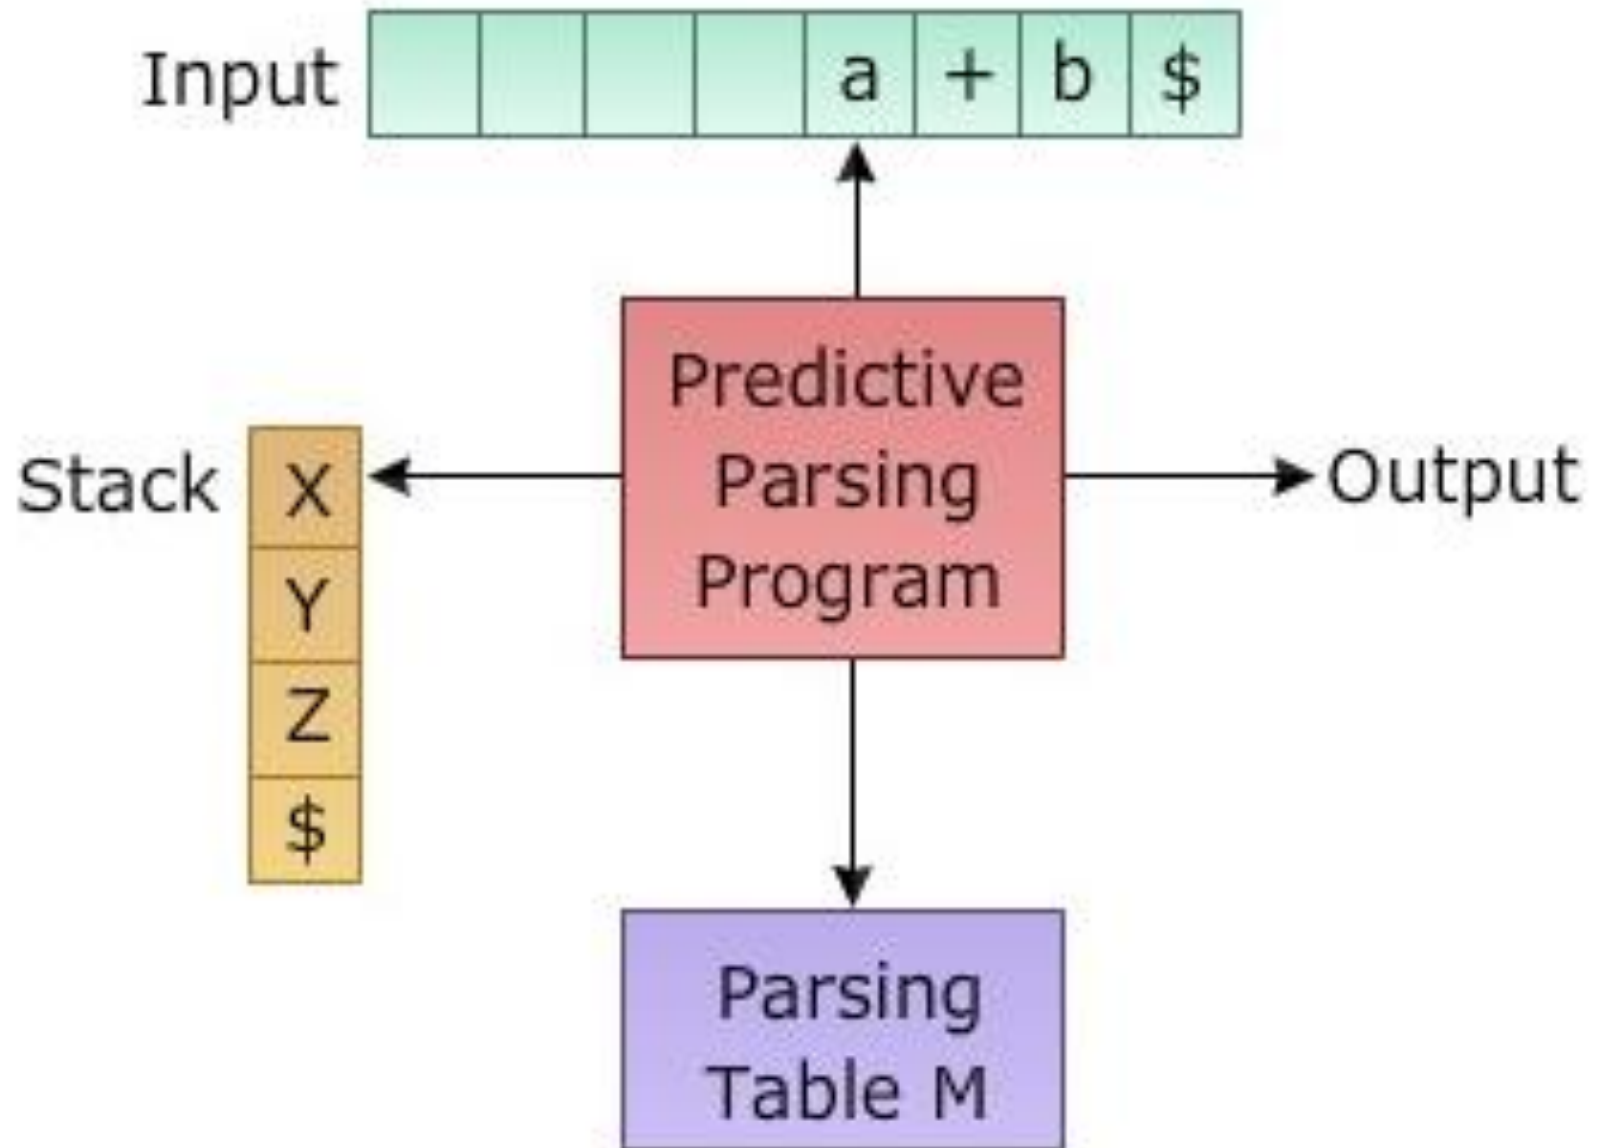 Input a + b $
Predictive
Parsing
Program
Stack X
Y
Z
$
Output
Parsing
Table M